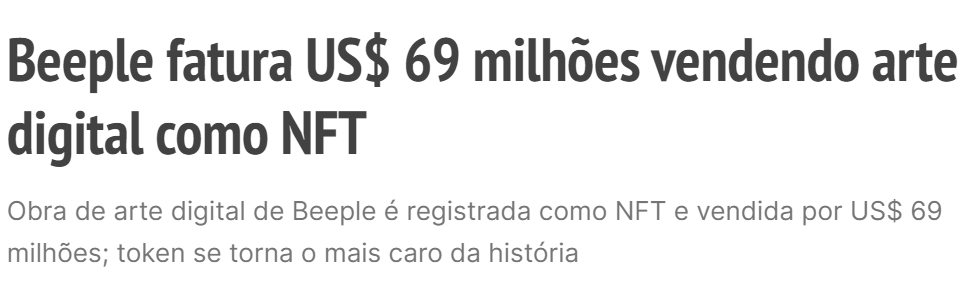 Beeple fatura US$ 69 milhões vendendo arte
digital como NFT
Obra de arte digital de Beeple é registrada como NFT e vendida por US$ 69
milhões; token se torna o mais caro da história